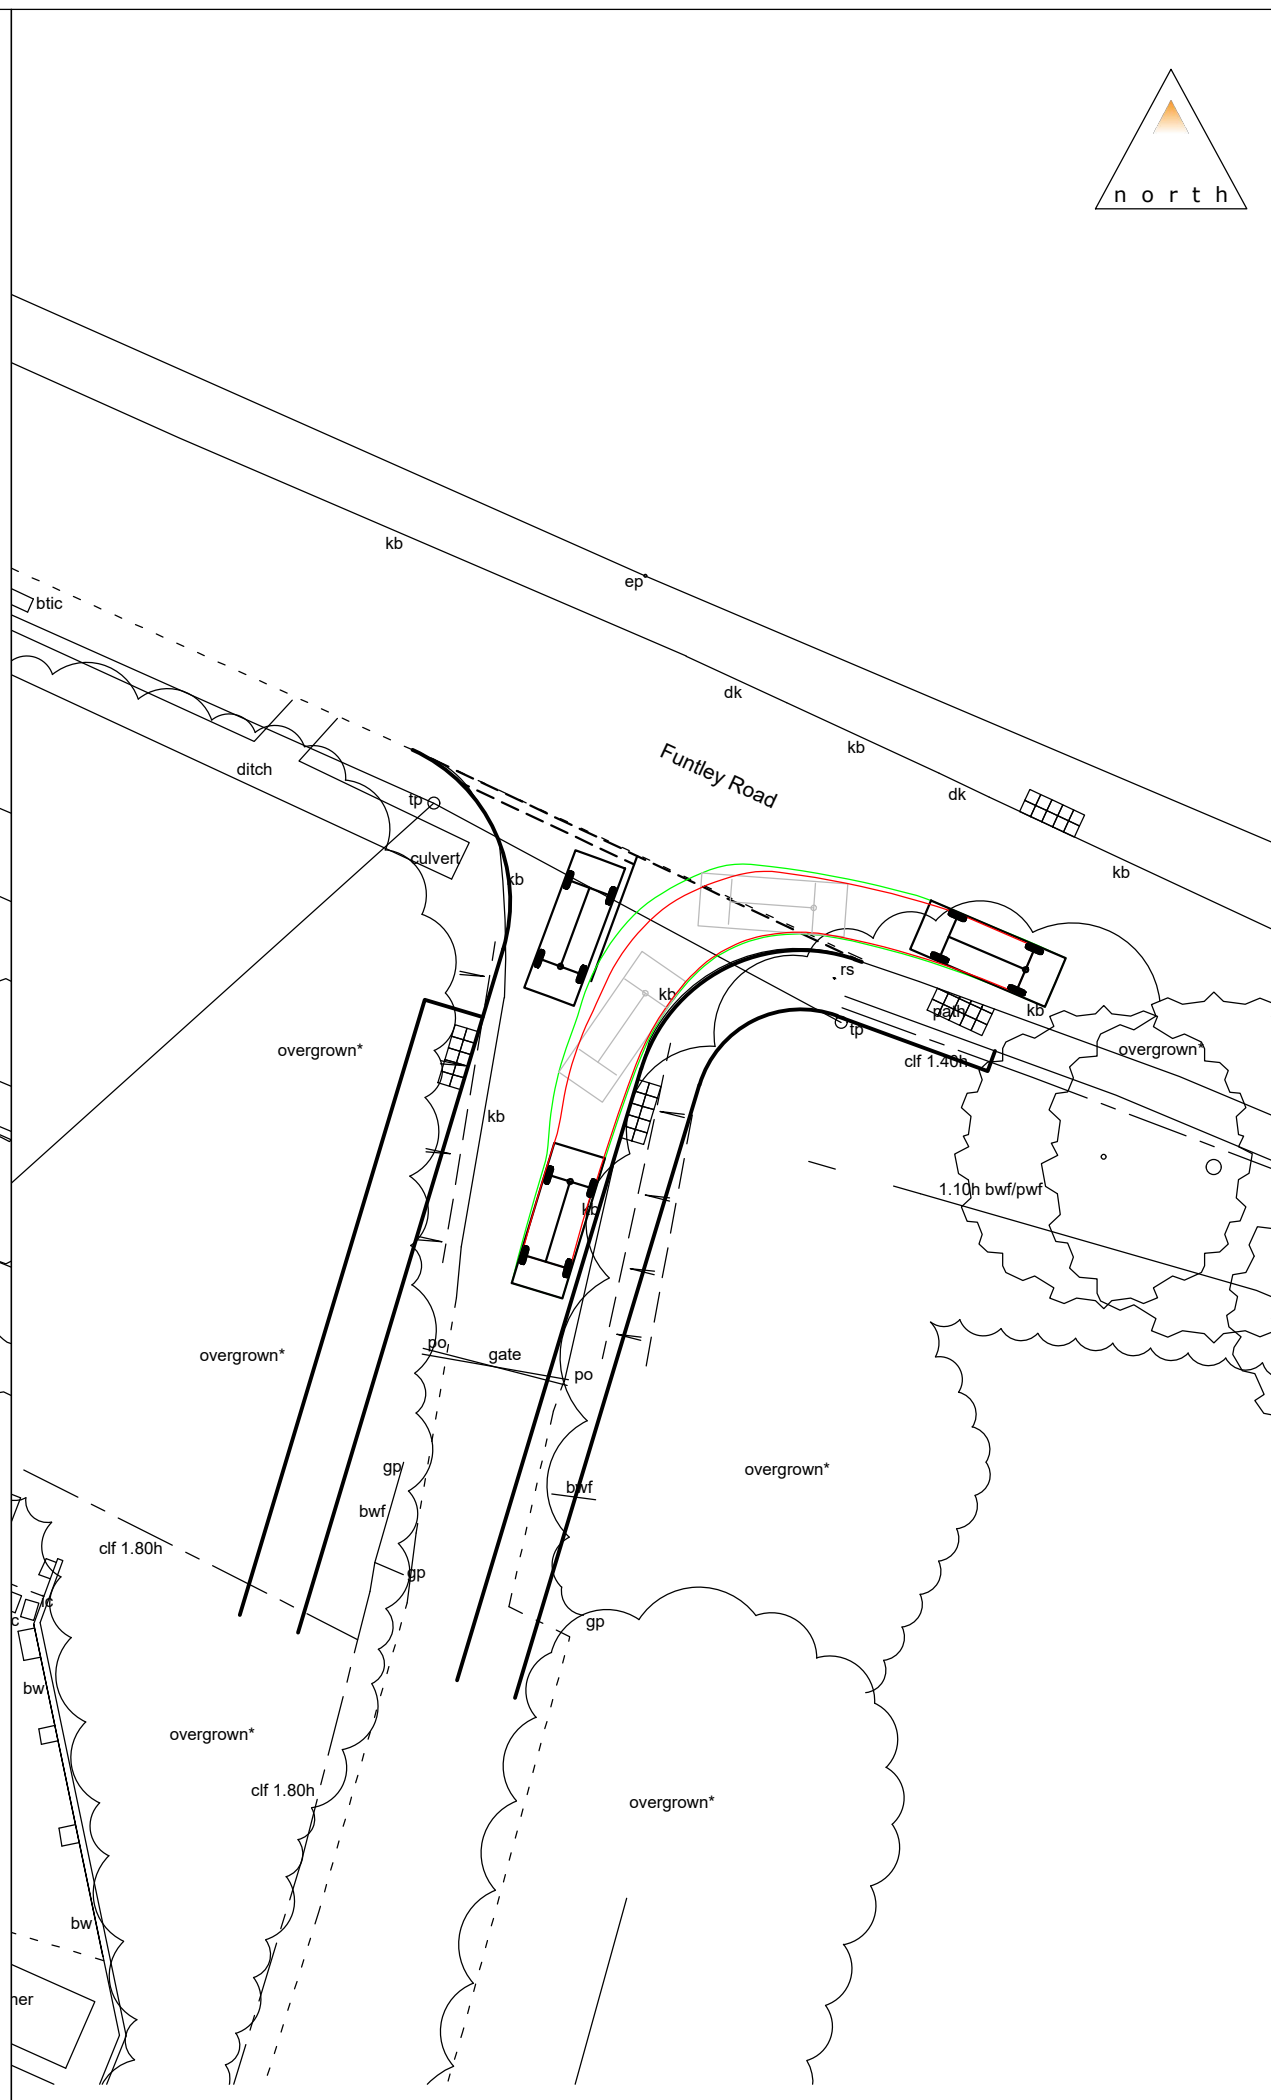 north
kb
ep
btic
dk
kb
Funtley Road
ditch
dk
tp
culvert
kb
kb
rs
kb
path
kb
tp
overgrown*
overgrown*
clf 1.40h
kb
1.10h bwf/pwf
kb
po
gate
overgrown*
po
gp
overgrown*
bwf
bwf
clf 1.80h
gp
ic
c
gp
bw
overgrown*
clf 1.80h
overgrown*
bw
ner